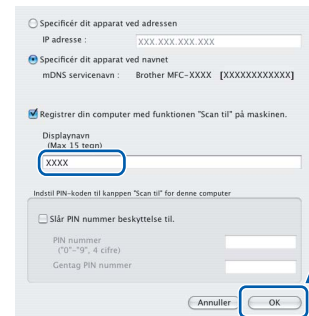 Specificér dit apparat ved adressen
IP adresse : XXX.XXX.XXX.XXX
Specificér dit apparat ved navnet
mDNS servicenavn : Brother MFC-XXXX [XXXXXXXXXXXX]
Registrer din computer med funktionen "Scan til" på maskinen.
Displaynavn
(Max 15 tegn)
XXXX
Indstil PIN-koden til kanppen "Scan til" for denne computer
Slår PIN nummer beskyttelse til.
PIN nummer
("0"-"9", 4 cifre)
Gentag PIN nummer
Annuller OK